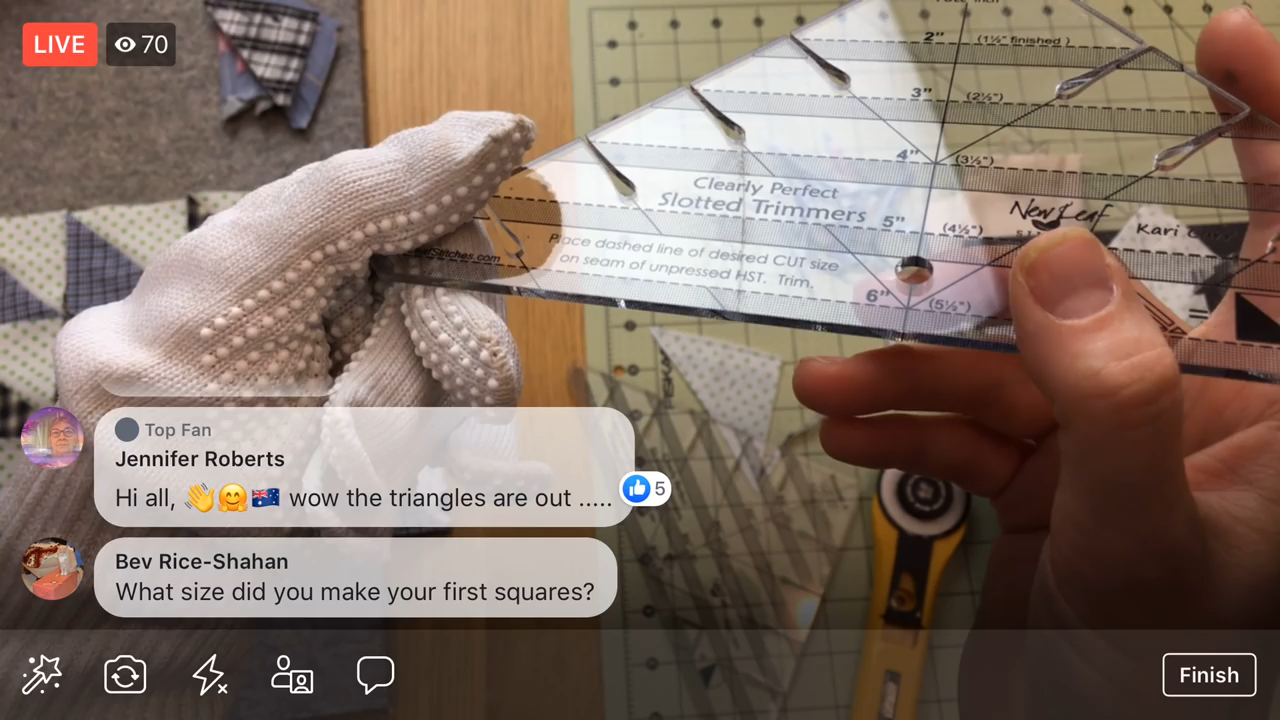 LIVE
70
2" (1½" finished )
3" (2½")
4" (3½")
Clearly Perfect
Slotted Trimmers
5" (4½")
New Leaf
Kari
Place dashed line of desired CUT size
on seam of unpressed HST. Trim.
6" (5½")
Stitches.com
Top Fan
Jennifer Roberts
Hi all, 👋🤗🇦🇺 wow the triangles are out .....
5
Bev Rice-Shahan
What size did you make your first squares?
Finish